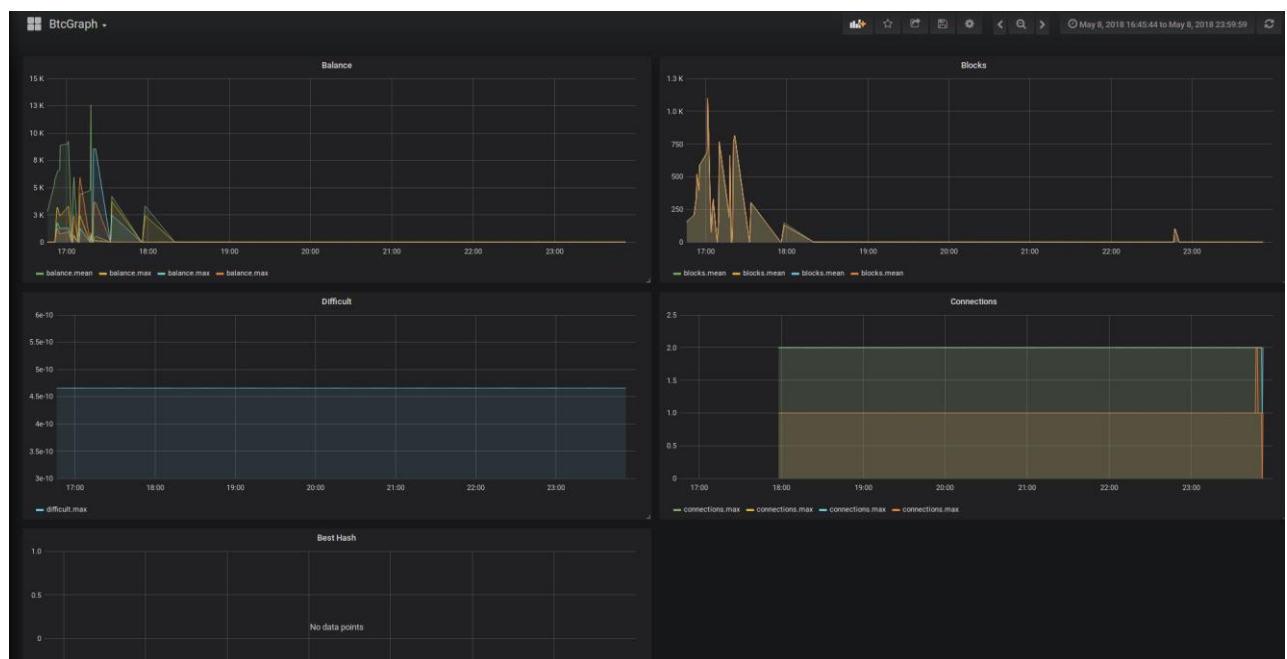 BtcGraph
May 8, 2018 16:45:44 to May 8, 2018 23:59:59
Balance
15 K
13 K
10 K
8 K
5 K
3 K
0
17:00 18:00 19:00 20:00 21:00 22:00 23:00
balance.mean balance.max balance.max balance.max
Blocks
1.3 K
1.0 K
750
500
250
0
17:00 18:00 19:00 20:00 21:00 22:00 23:00
blocks.mean blocks.mean blocks.mean blocks.mean
Difficult
6e-10
5.5e-10
5e-10
4.5e-10
4e-10
3.5e-10
3e-10
17:00 18:00 19:00 20:00 21:00 22:00 23:00
difficult.max
Connections
2.5
2.0
1.5
1.0
0.5
0
17:00 18:00 19:00 20:00 21:00 22:00 23:00
connections.max connections.max connections.max connections.max
Best Hash
1.0
0.5
No data points
0